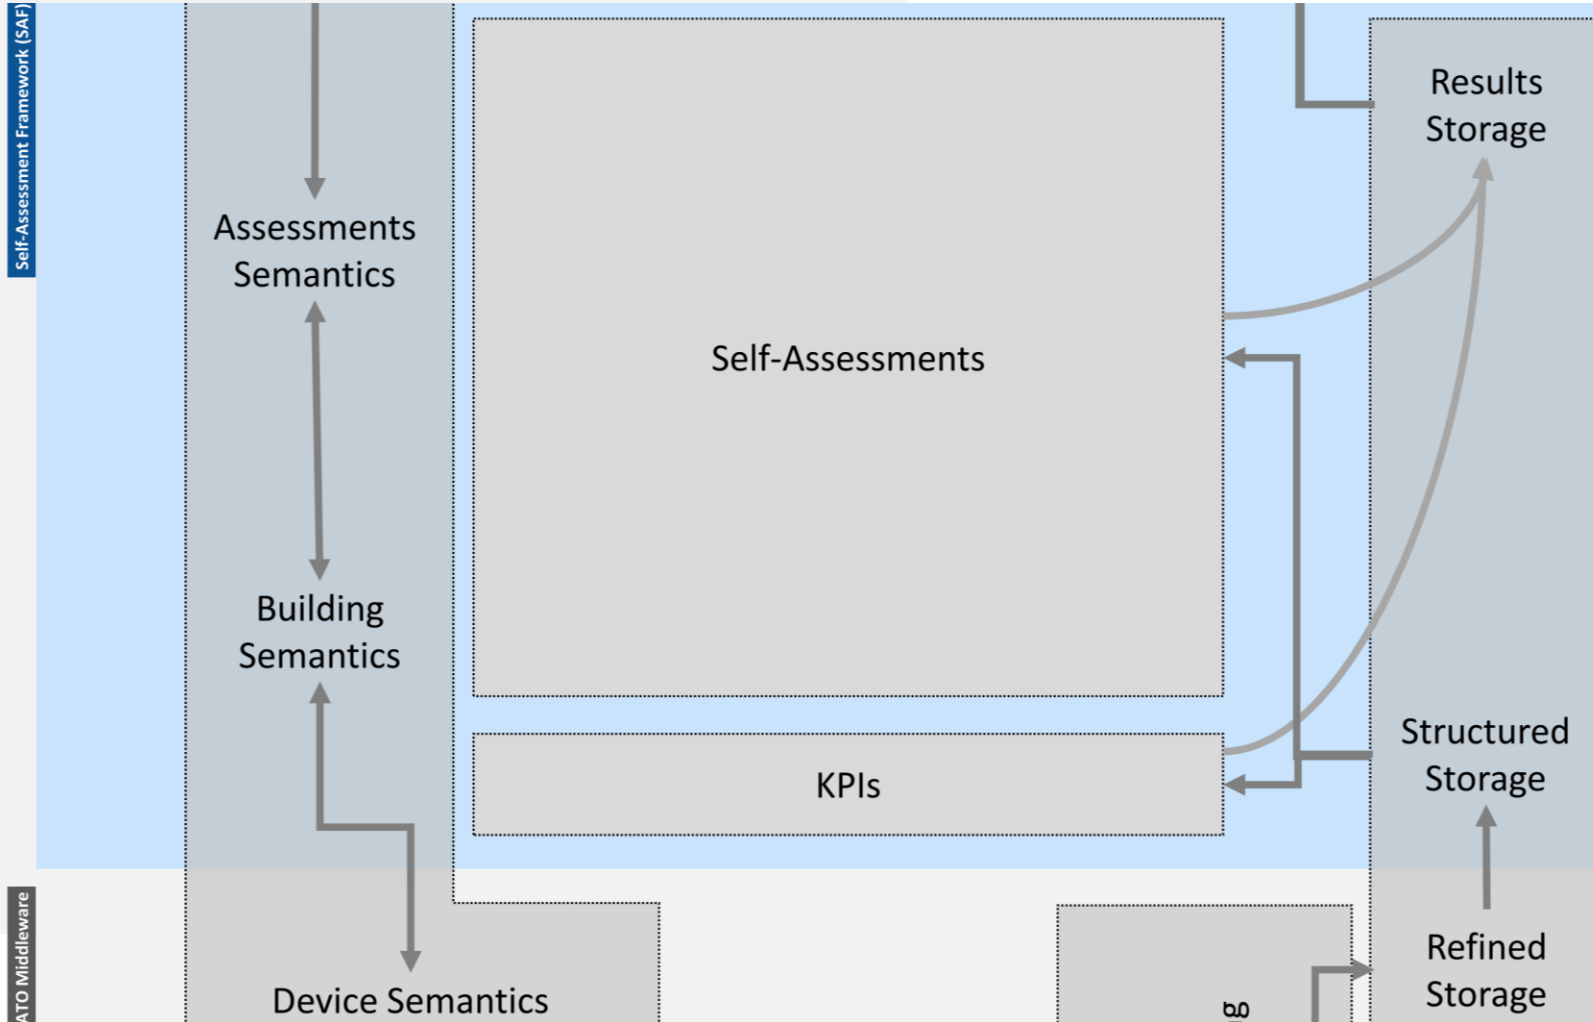 Self-Assessment Framework (SAF)
Results
Storage
Assessments
Semantics
Self-Assessments
Building
Semantics
Structured
Storage
KPIs
ATO Middleware
Refined
Storage
Device Semantics